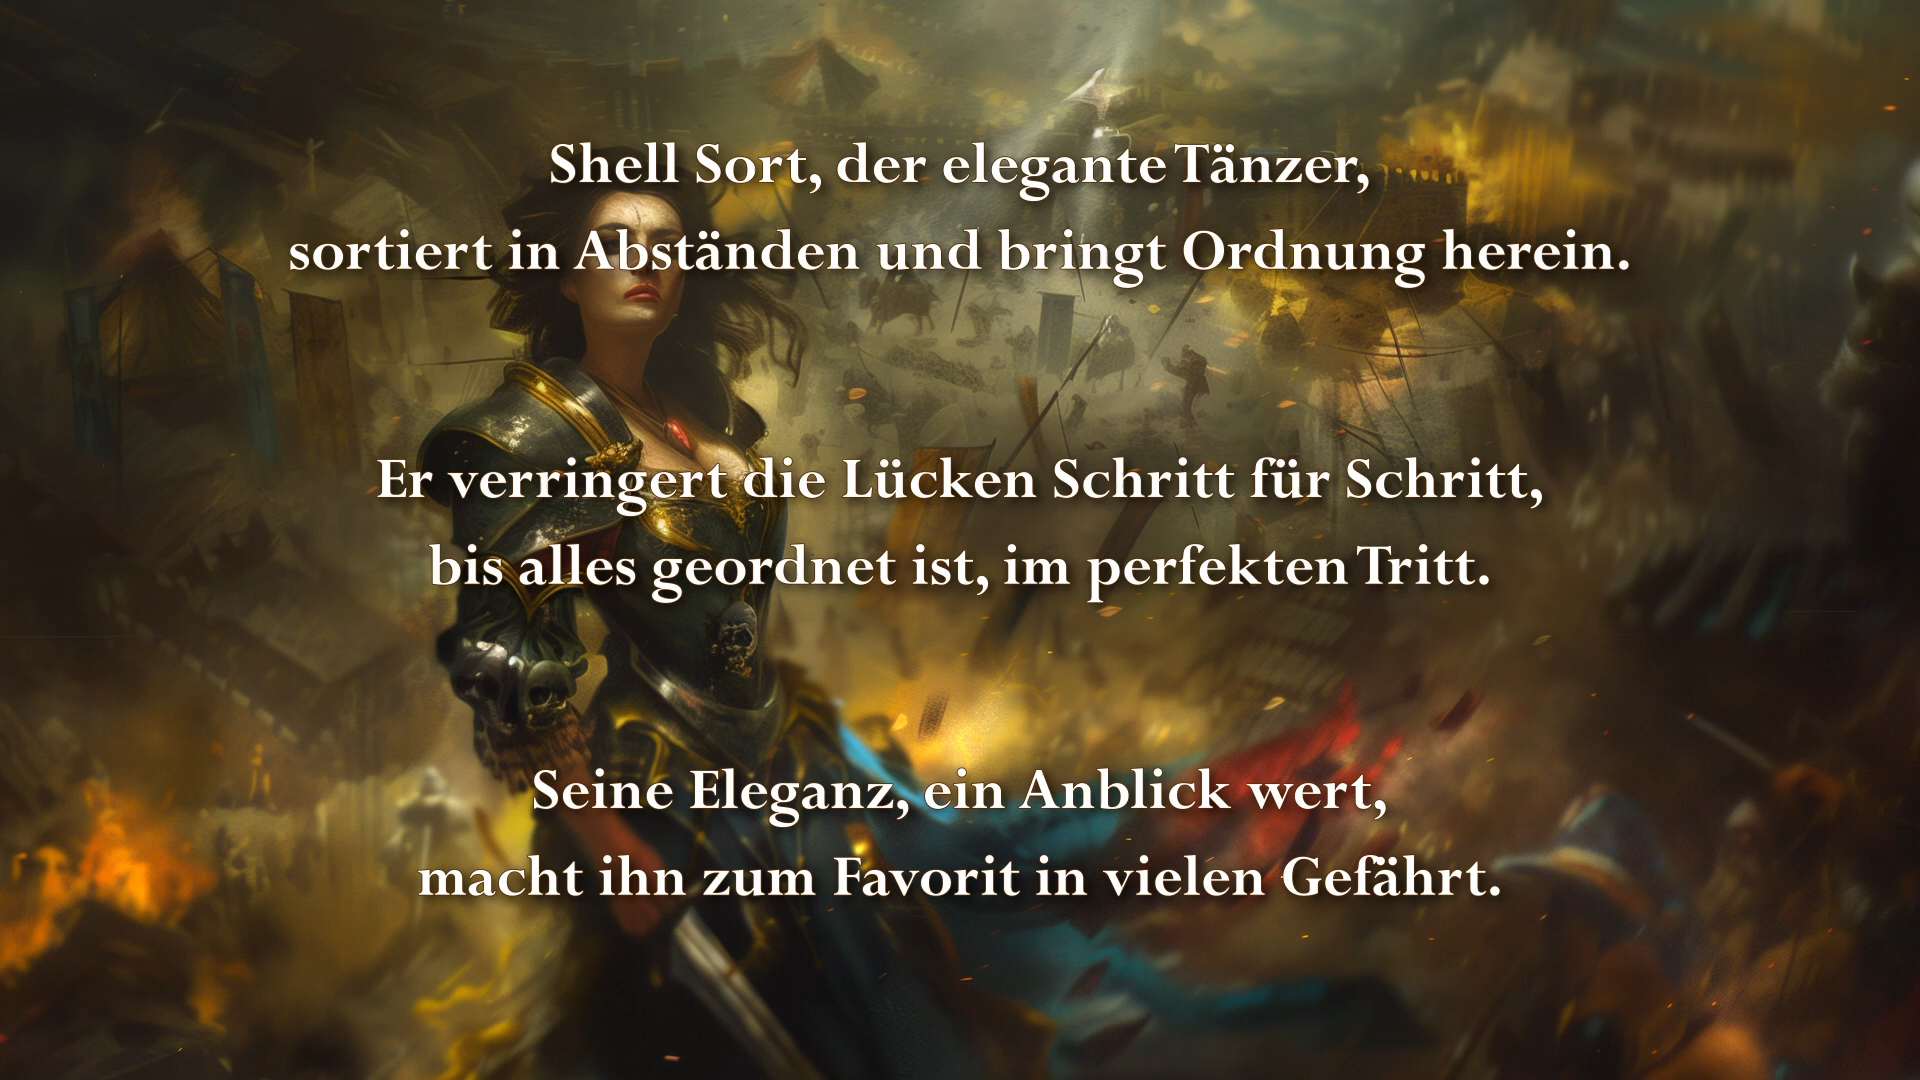 Shell Sort, der elegante Tänzer,
sortiert in Abständen und bringt Ordnung herein.
Er verringert die Lücken Schritt für Schritt,
bis alles geordnet ist, im perfekten Tritt.
Seine Eleganz, ein Anblick wert,
macht ihn zum Favorit in vielen Gefährt.